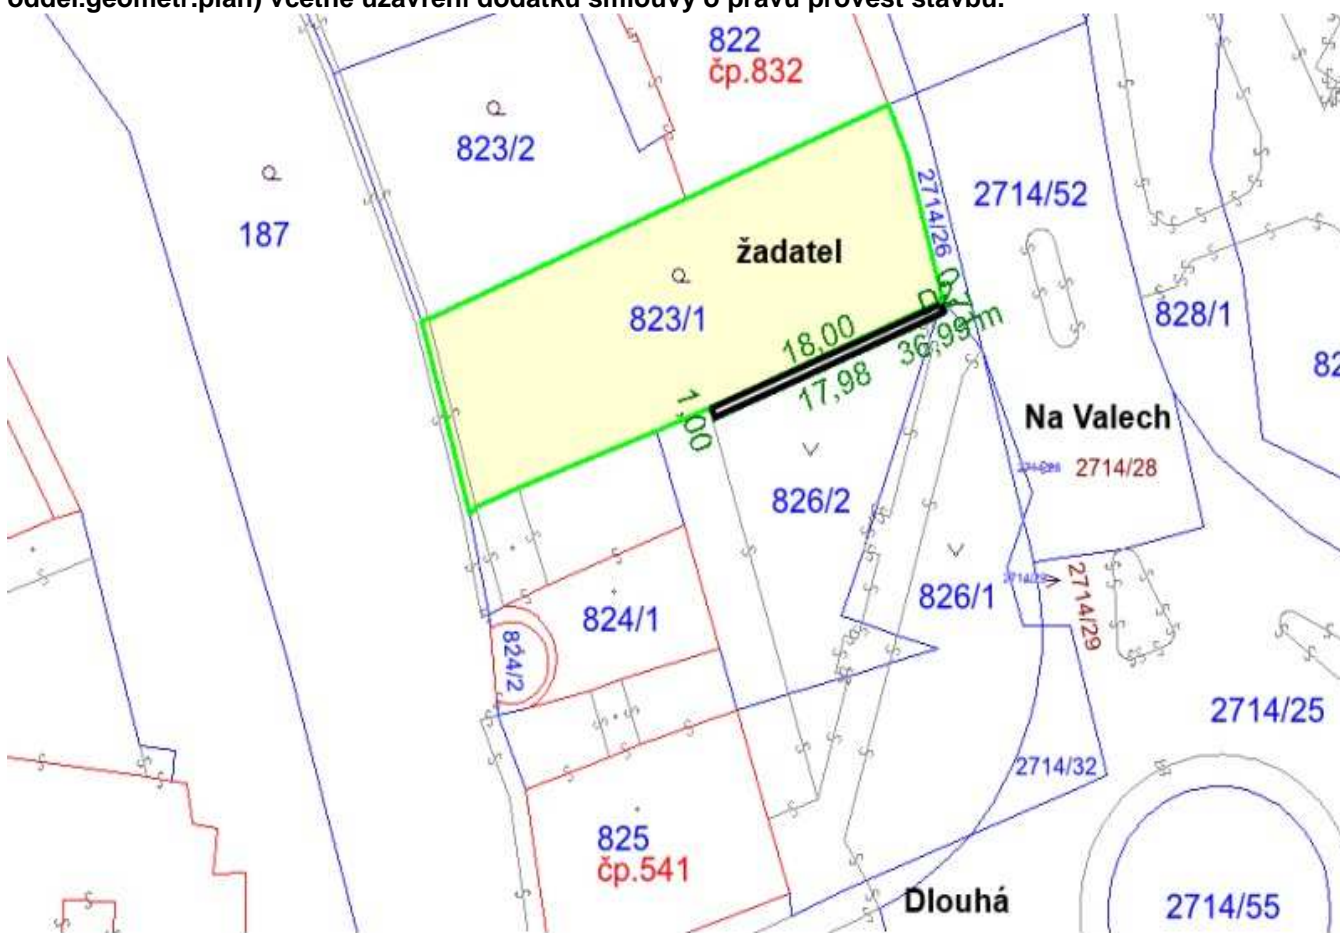 oddel.geometr.plán) včetně uzavření dodatku smlouvy o právu provést stavbu.
822
čp.832
823/2
187
2714/26
2714/52
žadatel
823/1
828/1
18,00
36,99 m
17,98
1,00
Na Valech
2714/28
826/2
826/1
2714/29
824/1
824/2
2714/25
2714/32
825
čp.541
Dlouhá
2714/55